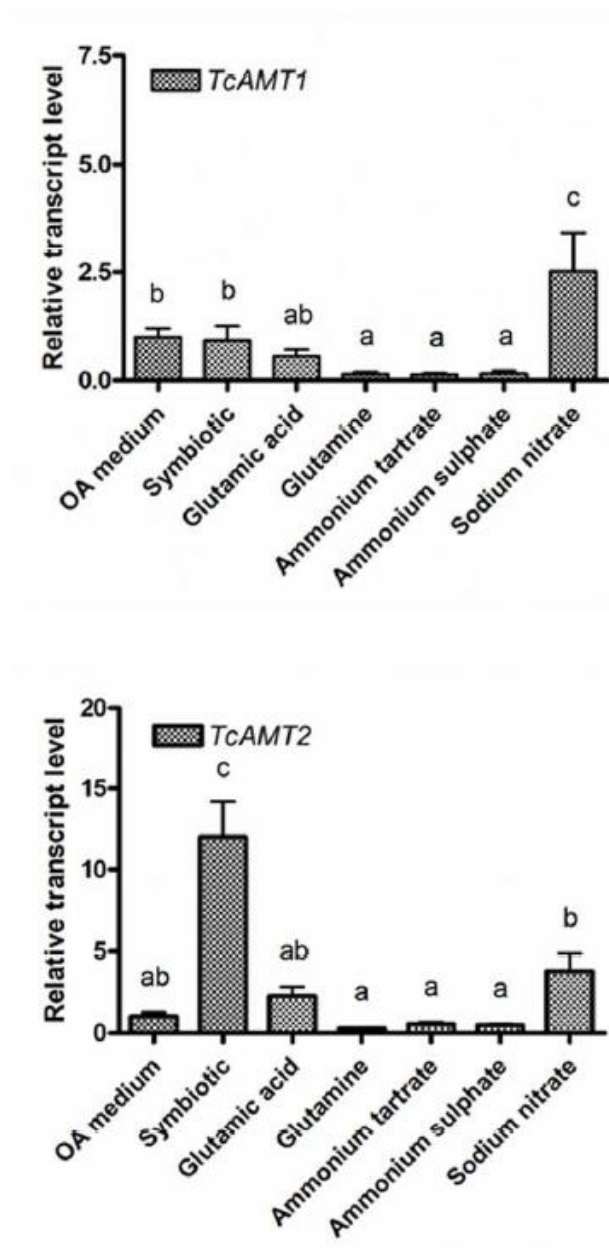 7.5
TcAMT1
5.0
Relative transcript level
c
2.5
b b ab a a a
0.0
OA medium
Symbiotic
Glutamic acid
Glutamine
Ammonium tartrate
Ammonium sulphate
Sodium nitrate
20
TcAMT2
Relative transcript level
c
15
10
b
5
ab ab a a a
0
OA medium
Symbiotic
Glutamic acid
Glutamine
Ammonium tartrate
Ammonium sulphate
Sodium nitrate